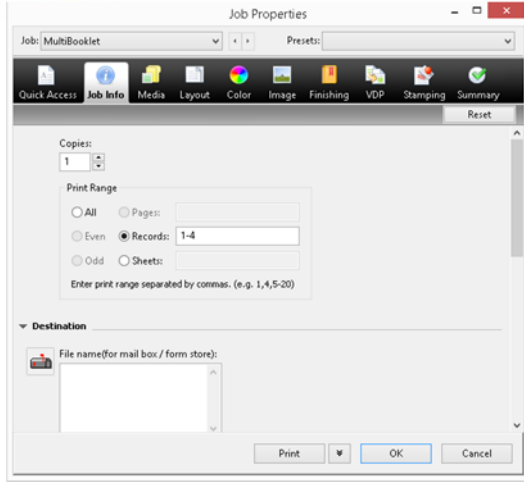 Job Properties
Job: MultiBooklet Presets:
Quick Access Job Info Media Layout Color Image Finishing VDP Stamping Summary
Reset
Copies:
1
Print Range
All Pages:
Even Records: 1-4
Odd Sheets:
Enter print range separated by commas. (e.g. 1,4,5-20)
Destination
File name(for mail box / form store):
Print OK Cancel